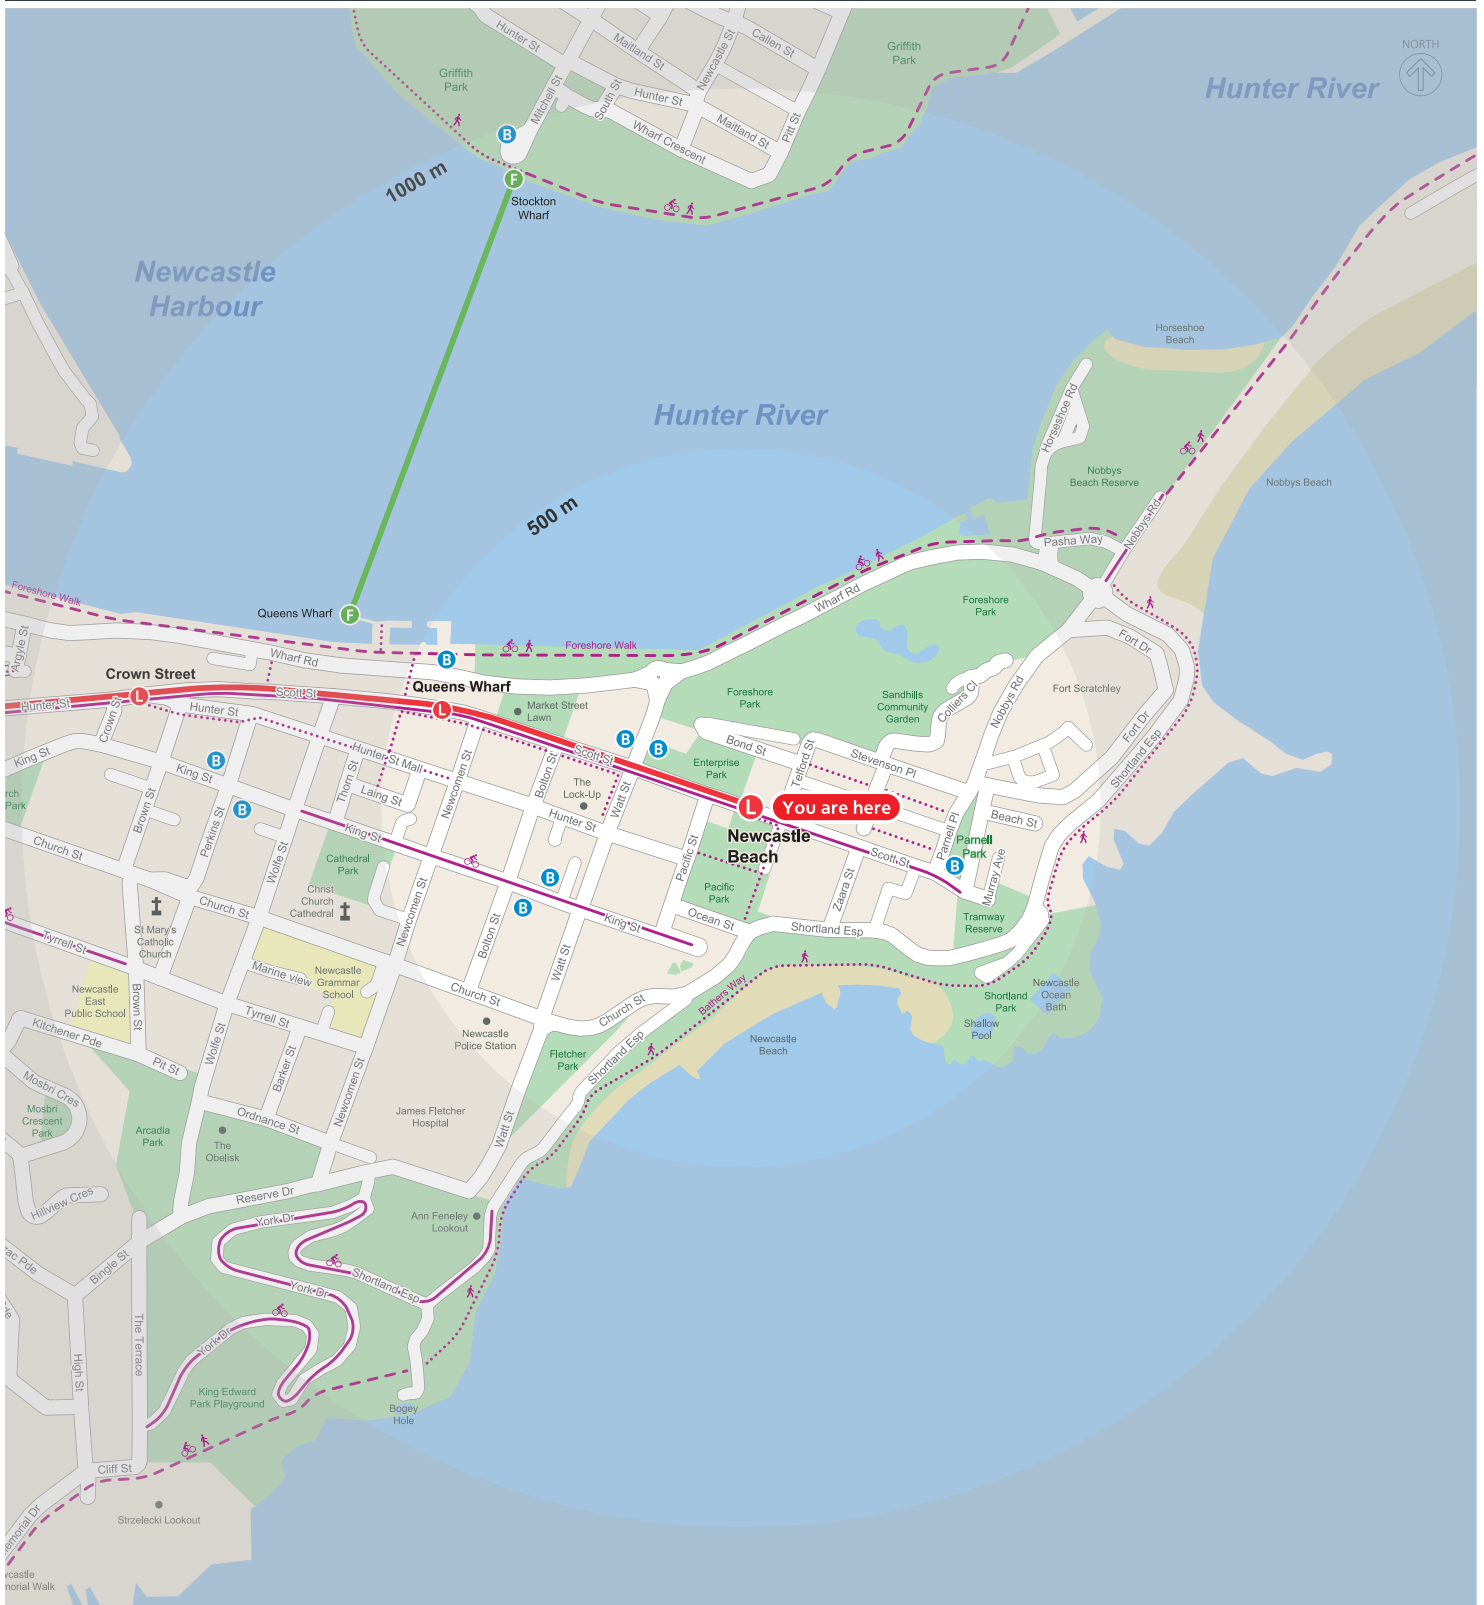 NORTH
Hunter River
Griffith
Park
Hunter St
Mitchell St
Maitland St
South St
Newcastle St
Callen St
Griffith
Park
Hunter St
Maitland St
Wharf Crescent
Pitt St
B
F
Stockton
Wharf
1000 m
Newcastle
Harbour
Hunter River
500 m
Horseshoe
Beach
Horseshoe Rd
Nobbys
Beach Reserve
Nobbys Beach
Nobbys Rd
Pasha Way
Foreshore Walk
Queens Wharf
F
Argyle St
Wharf Rd
B
Foreshore Walk
Wharf Rd
Foreshore
Park
Fort Dr
Crown Street
L
Hunter St
Scott St
Queens Wharf
L
Market Street
Lawn
Foreshore
Park
Sandhills
Community
Garden
Colliers Cl
Nobbys Rd
Fort Scratchley
Fort Dr
Shortland Esp
Crown St
Hunter St
King St
King St
B
B
Hunter St Mall
Thorn St
Laing St
Newcomen St
Bolton St
Scott St
B
B
The
Lock-Up
Watt St
Hunter St
Bond St
Enterprise
Park
Telford St
Stevenson Pl
L
You are here
Newcastle
Beach
Beach St
Parnell Pl
Parnell
Park
B
Murray Ave
Scott St
Zaara St
Tramway
Reserve
Pacific St
Pacific
Park
Ocean St
Shortland Esp
rch
Park
Brown St
Perkins St
Wolfe St
King St
Church St
Cathedral
Park
Christ
Church
Cathedral
Church St
St Mary's
Catholic
Church
Tyrrell St
Newcomen St
Bolton St
B
B
King St
Watt St
Newcastle
East
Public School
Brown St
Marine view
Newcastle
Grammar
School
Tyrrell St
Church St
Newcastle
Police Station
Church St
Bathers Way
Newcastle
Beach
Shortland
Park
Newcastle
Ocean
Bath
Shallow
Pool
Fletcher
Park
Shortland Esp
Kitchener Pde
Pit St
Wolfe St
Barker St
Newcomen St
Mosbri Cres
Mosbri
Crescent
Park
Arcadia
Park
The
Obelisk
Ordnance St
James Fletcher
Hospital
Watt St
Hillview Cres
Reserve Dr
York Dr
Ann Feneley
Lookout
Bingle St
zac Pde
York Dr
Shortland Esp
York Dr
The Terrace
High St
King Edward
Park Playground
Bogey
Hole
Cliff St
Strzelecki Lookout
emorial Dr
wcastle
morial Walk